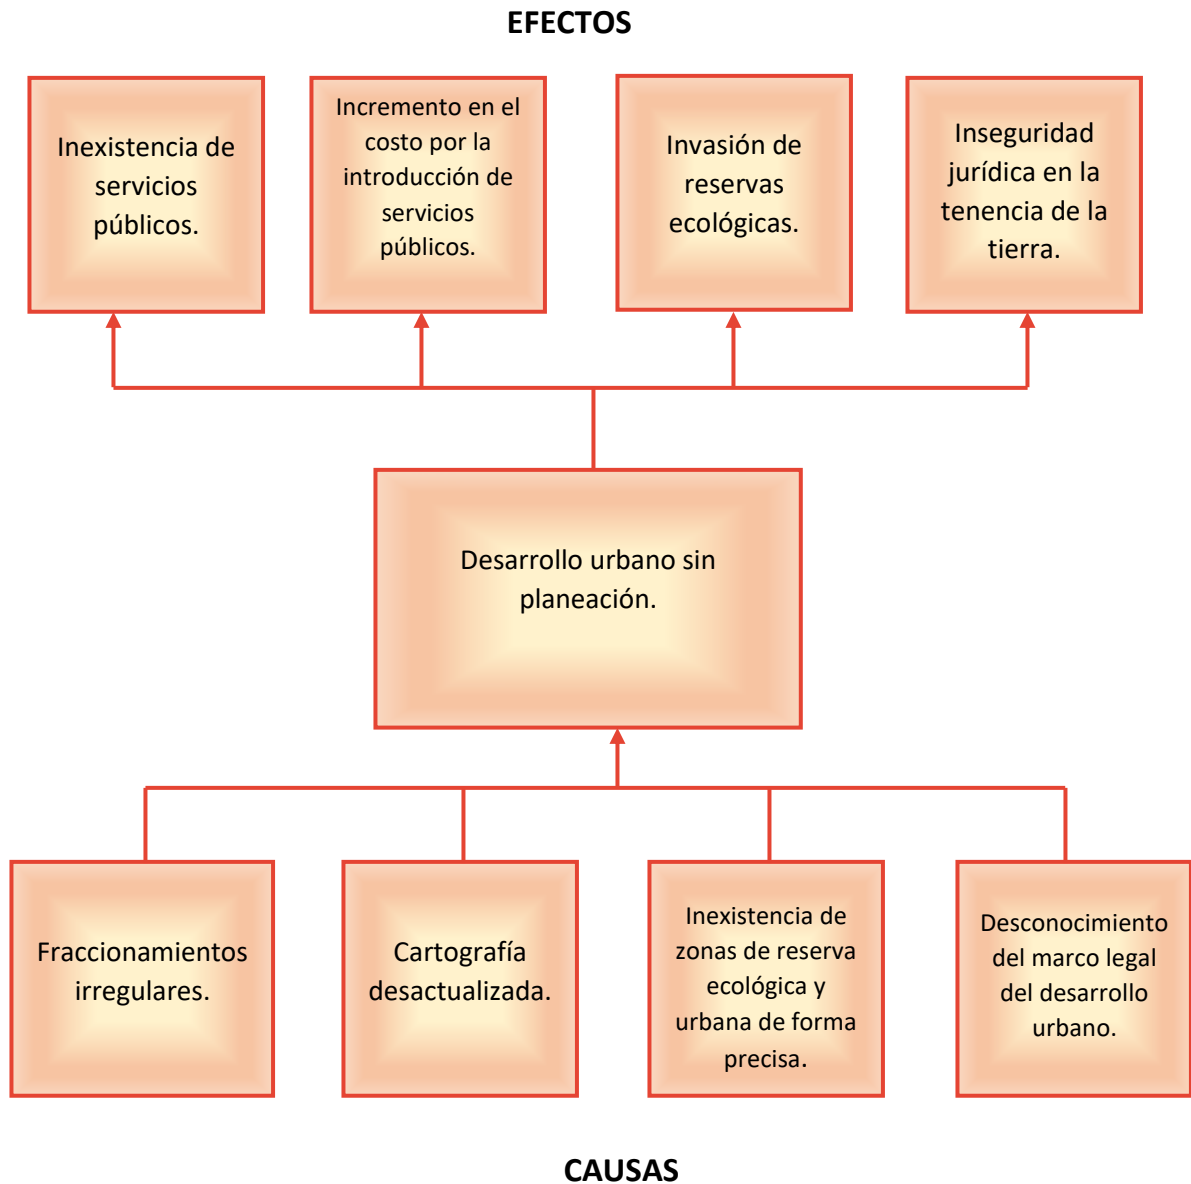 EFECTOS
Inexistencia de
servicios
públicos.
Incremento en el
costo por la
introducción de
servicios
públicos.
Invasión de
reservas
ecológicas.
Inseguridad
jurídica en la
tenencia de la
tierra.
Desarrollo urbano sin
planeación.
Fraccionamientos
irregulares.
Cartografía
desactualizada.
Inexistencia de
zonas de reserva
ecológica y
urbana de forma
precisa.
Desconocimiento
del marco legal
del desarrollo
urbano.
CAUSAS